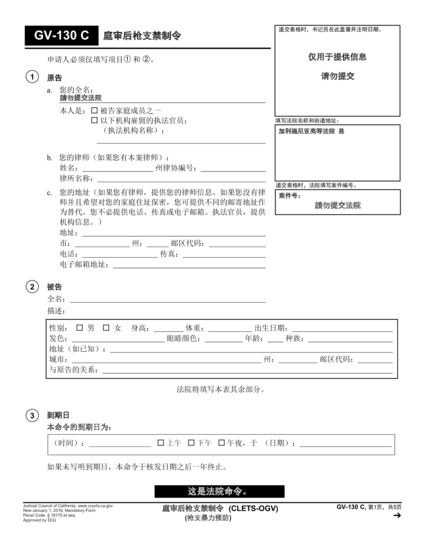 GV-130 C 庭审后枪支禁制令
递交表格时，书记员在此盖章并注明日期。
仅用于提供信息
请勿提交
申请人必须仅填写项目① 和 ②。
1 原告
a. 您的全名：
請勿提交法院
本人是：☐ 被告家庭成员之一
☐ 以下机构雇佣的执法官员：
（执法机构名称）：
填写法院名称和街道地址：
加利福尼亚高等法院 县
b. 您的律师（如果您有本案律师）：
姓名： 州律协编号：
律所名称：
递交表格时，法院填写案件号。
案件号：
請勿提交法院
c. 您的地址（如果您有律师，提供您的律师信息。如果您没有律
师并且希望对您的家庭住址保密，您可提供不同的邮寄地址作
为替代。您不必提供电话、传真或电子邮箱。执法官员，提供
机构信息。）
地址：
市： 州： 邮区代码：
电话： 传真：
电子邮箱地址：
2 被告
全名：
描述：
性别： ☐ 男 ☐ 女 身高： 体重： 出生日期：
发色： 眼睛颜色： 年龄： 种族：
地址（如已知）：
城市： 州： 邮区代码：
与原告的关系：
法院将填写本表其余部分。
3 到期日
本命令的到期日为：
（时间）： ☐ 上午 ☐ 下午 ☐ 午夜，于 （日期）：
如果未写明到期日，本命令于核发日期之后一年终止。
这是法院命令。
Judicial Council of California, www.courts.ca.gov
New January 1, 2016, Mandatory Form
Penal Code, § 18170 et seq.
Approved by DOJ
庭审后枪支禁制令 (CLETS-OGV)
(枪支暴力预防)
GV-130 C, 第1页，共5页
➔